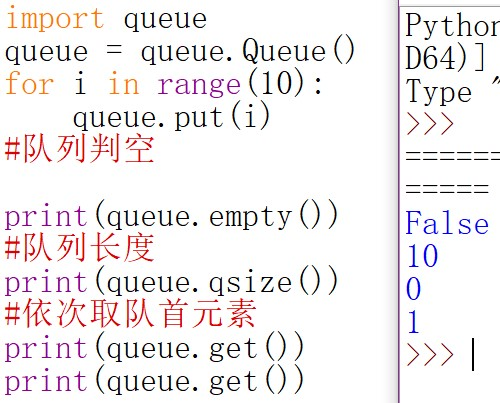 import queue
queue = queue.Queue()
for i in range(10):
    queue.put(i)
#队列判空
print(queue.empty())
#队列长度
print(queue.qsize())
#依次取队首元素
print(queue.get())
print(queue.get())
Python
D64)]
Type "
>>>
======
=====
False
10
0
1
>>>